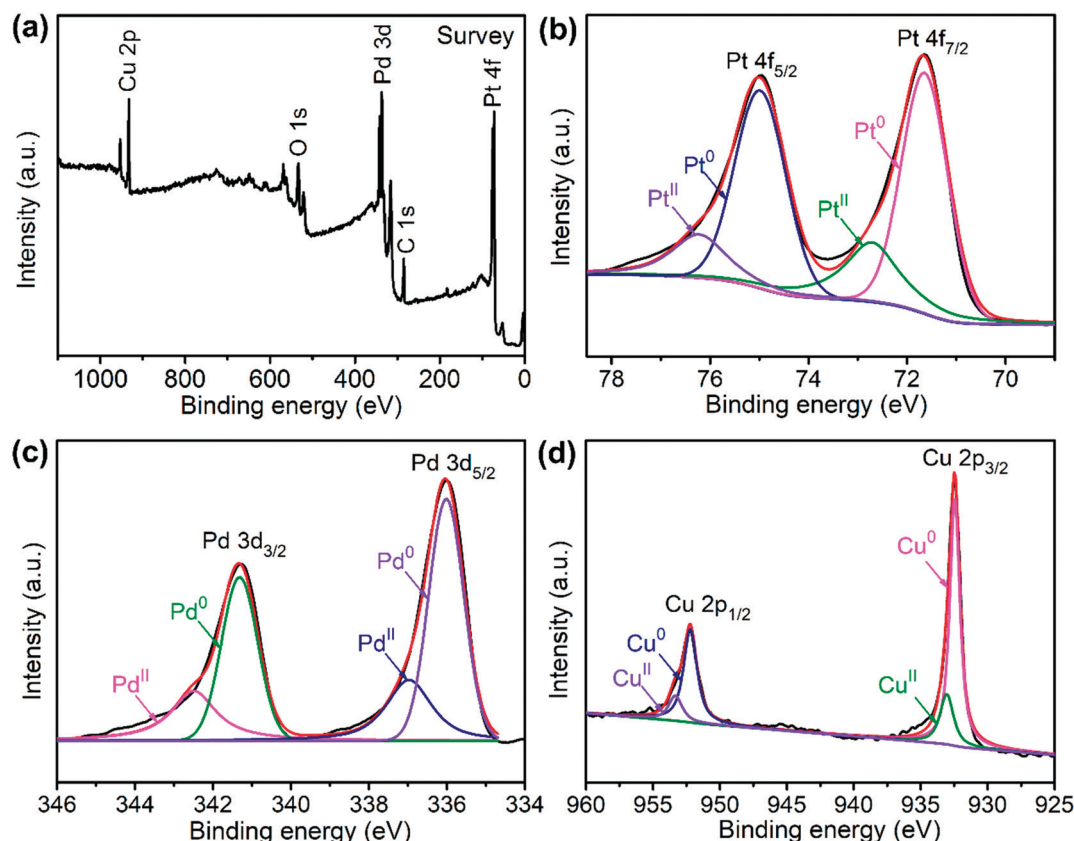 (a)
Survey
Cu 2p
O 1s
Pd 3d
C 1s
Pt 4f
Intensity (a.u.)
1000 800 600 400 200 0
Binding energy (eV)
(b)
Pt 4f5/2
Pt 4f7/2
Pt0
PtII
Pt0
PtII
Intensity (a.u.)
78 76 74 72 70
Binding energy (eV)
(c)
Pd 3d5/2
Pd 3d3/2
Pd0
PdII
Pd0
PdII
Intensity (a.u.)
346 344 342 340 338 336 334
Binding energy (eV)
(d)
Cu 2p3/2
Cu 2p1/2
Cu0
CuII
Cu0
CuII
Intensity (a.u.)
960 955 950 945 940 935 930 925
Binding energy (eV)